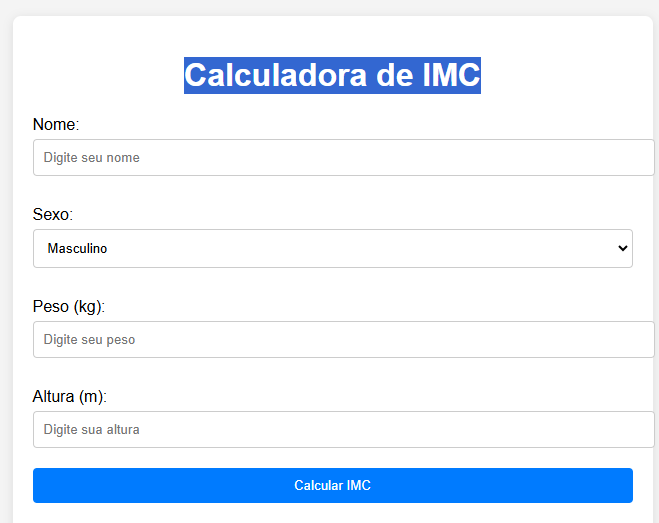 Calculadora de IMC
Nome:
Digite seu nome
Sexo:
Masculino
Peso (kg):
Digite seu peso
Altura (m):
Digite sua altura
Calcular IMC